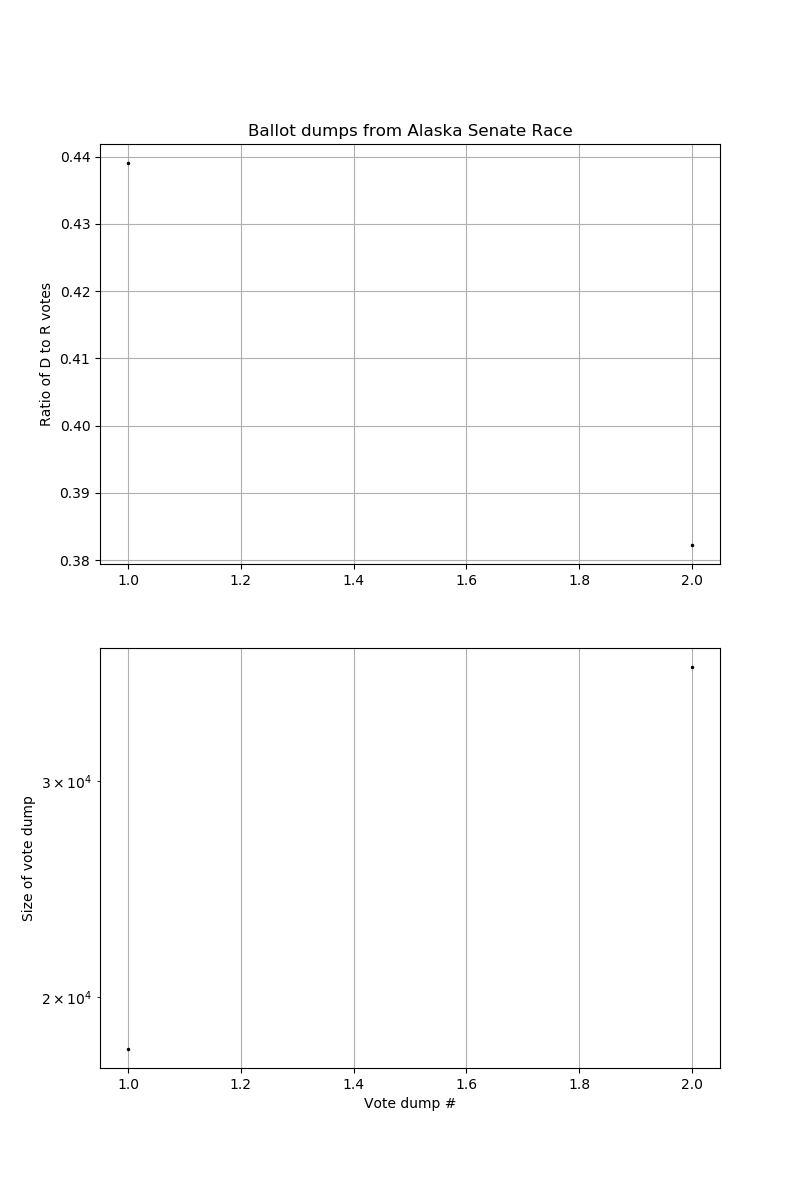 Ballot dumps from Alaska Senate Race
0.44
0.43
0.42
0.41
0.40
0.39
0.38
Ratio of D to R votes
1.0 1.2 1.4 1.6 1.8 2.0
3 × 10⁴
2 × 10⁴
Size of vote dump
1.0 1.2 1.4 1.6 1.8 2.0
Vote dump #